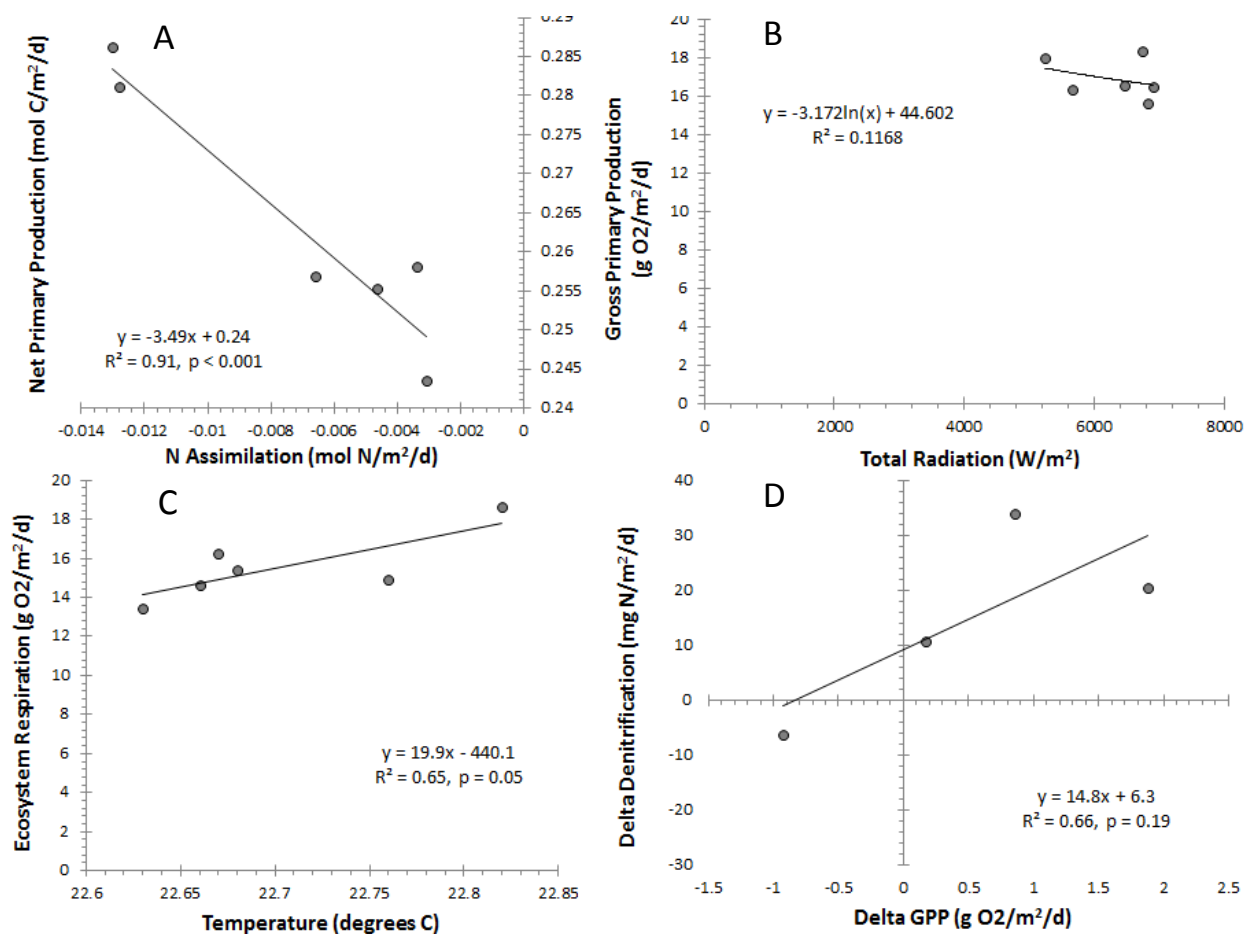 A
Net Primary Production (mol C/m²/d)
0.29
0.285
0.28
0.275
0.27
0.265
0.26
0.255
0.25
0.245
0.24
y = -3.49x + 0.24
R² = 0.91, p < 0.001
-0.014 -0.012 -0.01 -0.008 -0.006 -0.004 -0.002 0
N Assimilation (mol N/m²/d)
B
Gross Primary Production
(g O2/m²/d)
20
18
16
14
12
10
8
6
4
2
0
y = -3.172ln(x) + 44.602
R² = 0.1168
0 2000 4000 6000 8000
Total Radiation (W/m²)
C
Ecosystem Respiration (g O2/m²/d)
20
18
16
14
12
10
8
6
4
2
0
y = 19.9x - 440.1
R² = 0.65, p = 0.05
22.6 22.65 22.7 22.75 22.8 22.85
Temperature (degrees C)
D
Delta Denitrification (mg N/m²/d)
40
30
20
10
0
-10
-20
-30
y = 14.8x + 6.3
R² = 0.66, p = 0.19
-1.5 -1 -0.5 0 0.5 1 1.5 2 2.5
Delta GPP (g O2/m²/d)